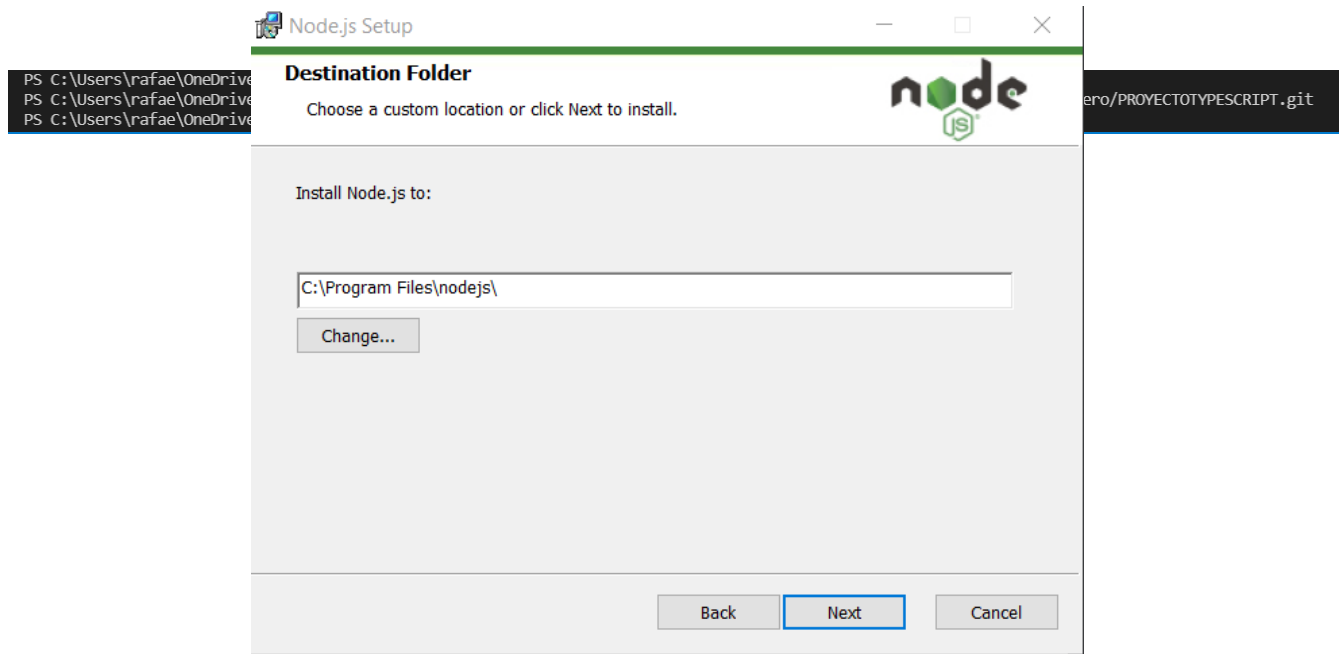 Node.js Setup
Destination Folder
Choose a custom location or click Next to install.
node
JS
PS C:\Users\rafae\OneDrive
PS C:\Users\rafae\OneDrive
ero/PROYECTOTYPESCRIPT.git
PS C:\Users\rafae\OneDrive
Install Node.js to:
C:\Program Files\nodejs\
Change...
Back
Next
Cancel